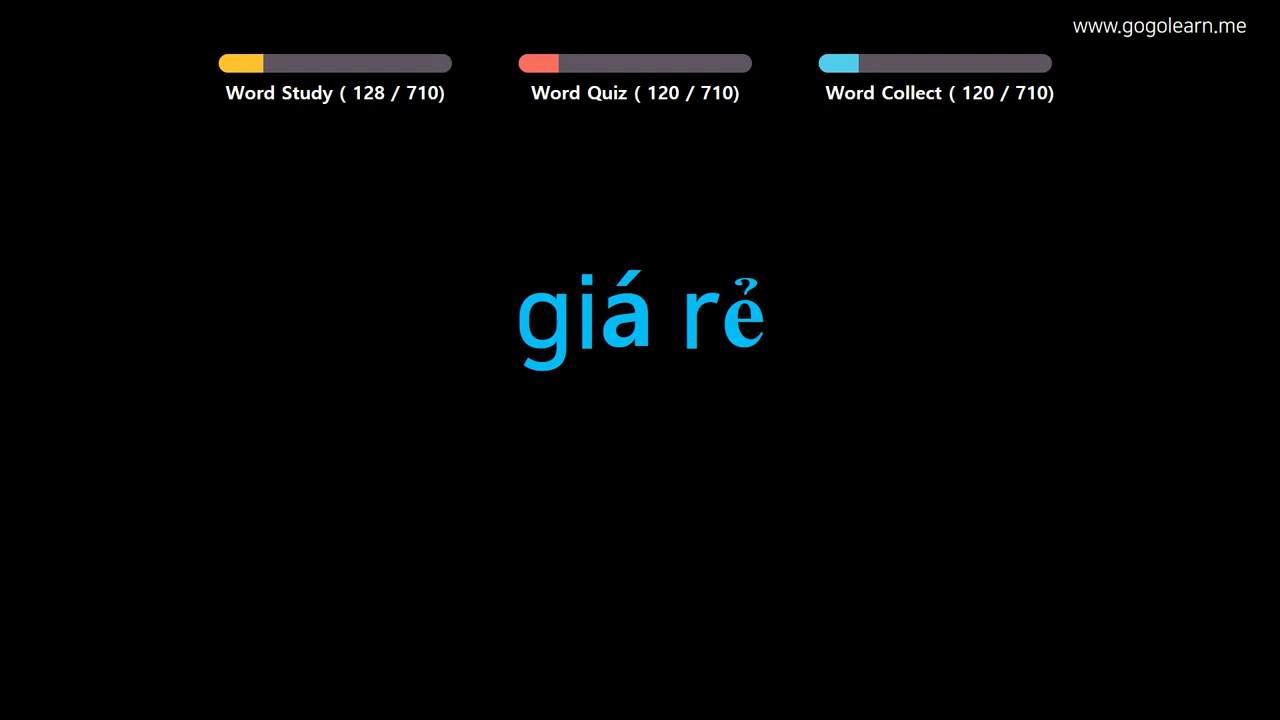 www.gogolearn.me
Word Study ( 128 / 710)
Word Quiz ( 120 / 710)
Word Collect ( 120 / 710)
giá rẻ